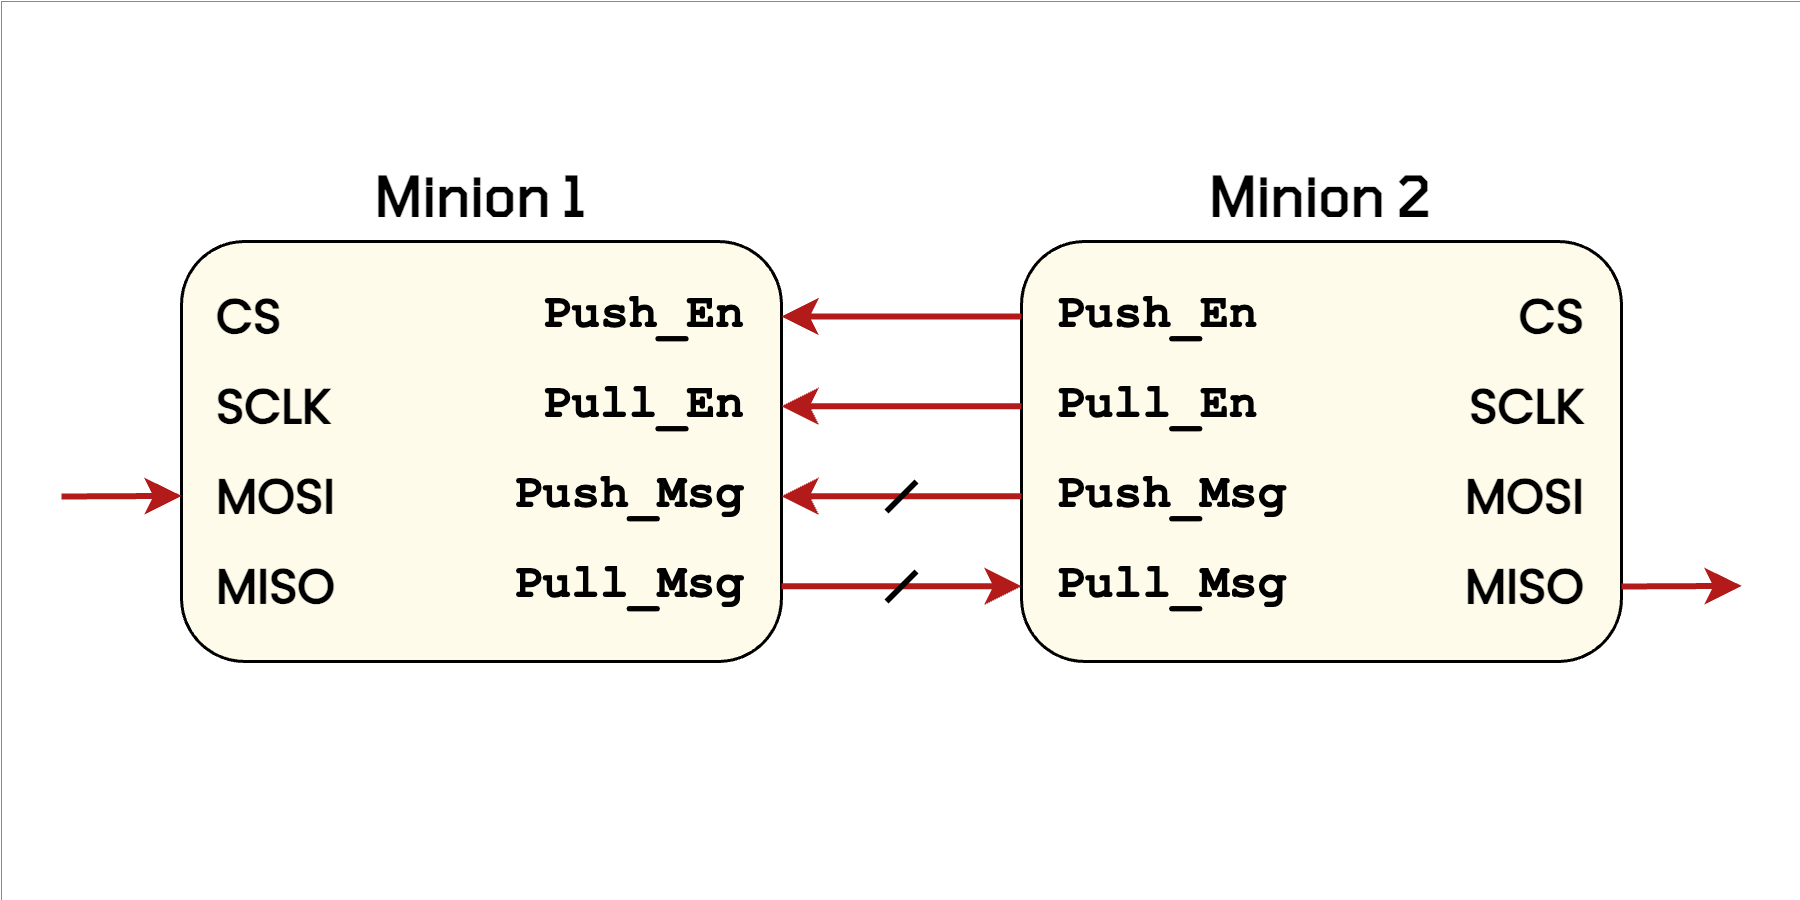 Minion 1
Minion 2
CS Push_En Push_En CS
SCLK Pull_En Pull_En SCLK
MOSI Push_Msg Push_Msg MOSI
MISO Pull_Msg Pull_Msg MISO